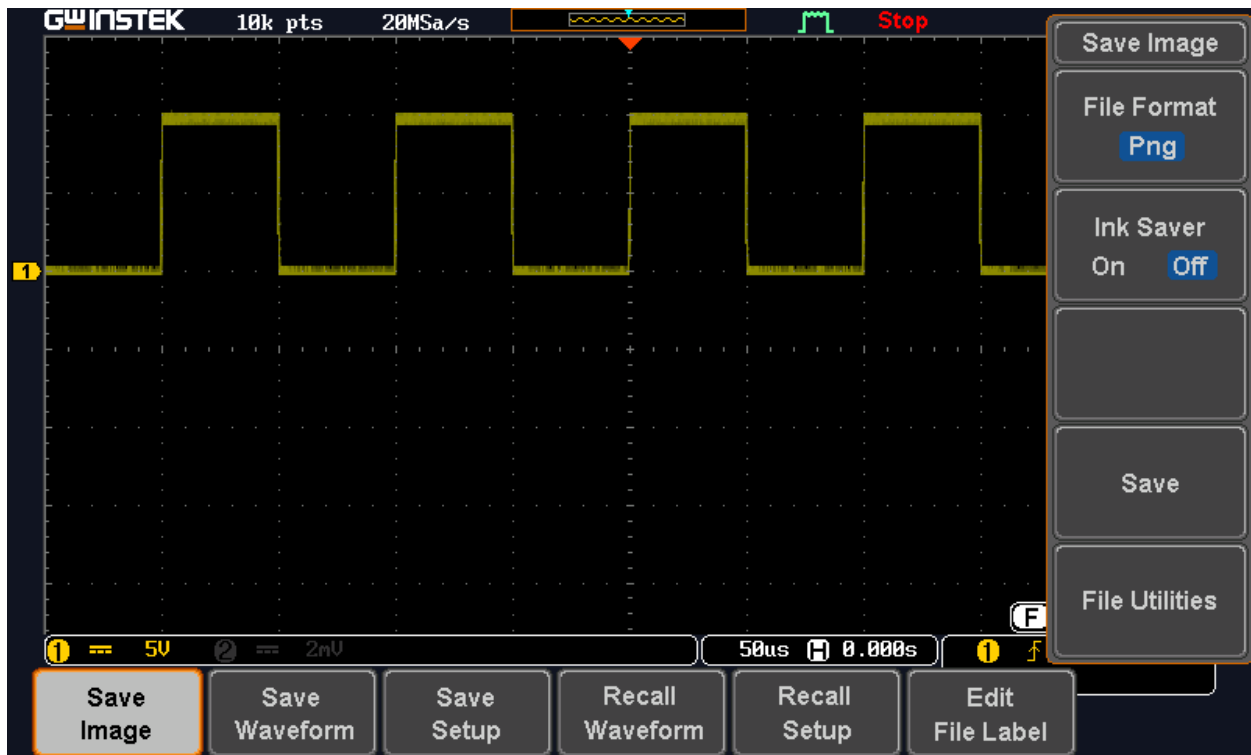 GWINSTEK 10k pts 20MSa/s Stop
Save Image
File Format
Png
Ink Saver
On Off
1
Save
File Utilities
F
1 5V 2 2mV 50us H 0.000s 1
Save Image
Save Waveform
Save Setup
Recall Waveform
Recall Setup
Edit File Label